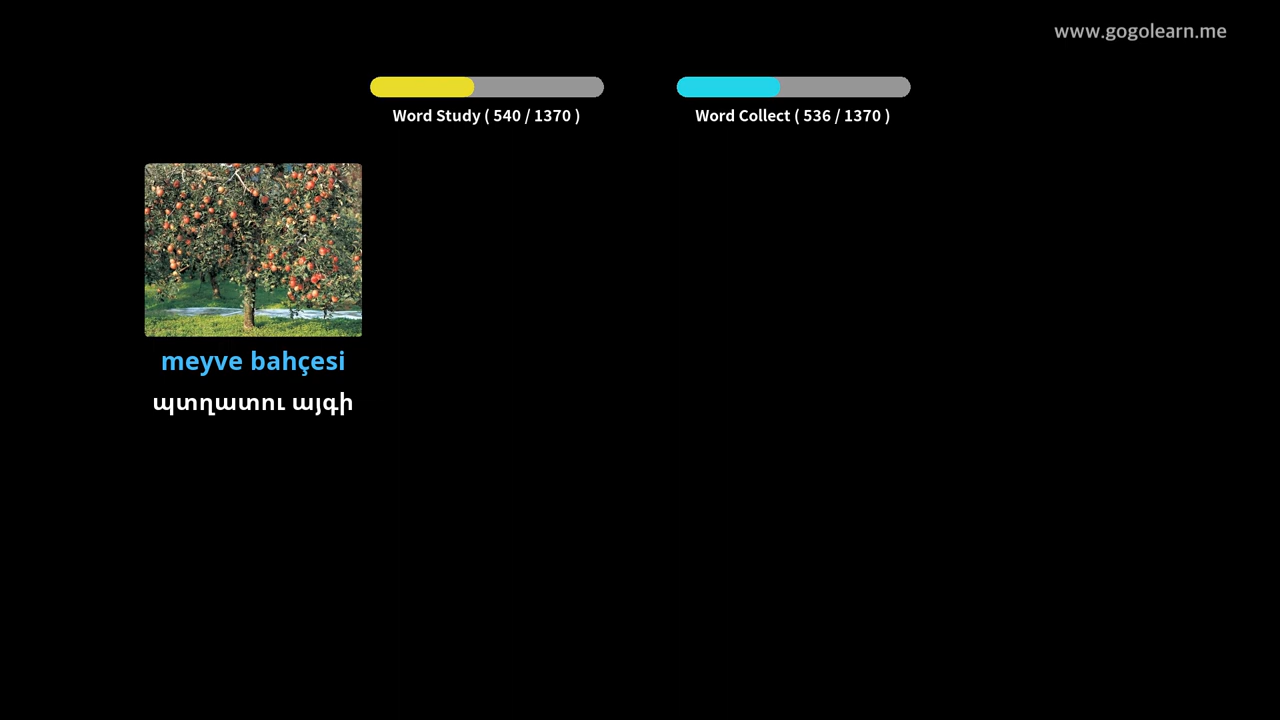 www.gogolearn.me
Word Study ( 540 / 1370 )
Word Collect ( 536 / 1370 )
meyve bahçesi
պտղատու այգի